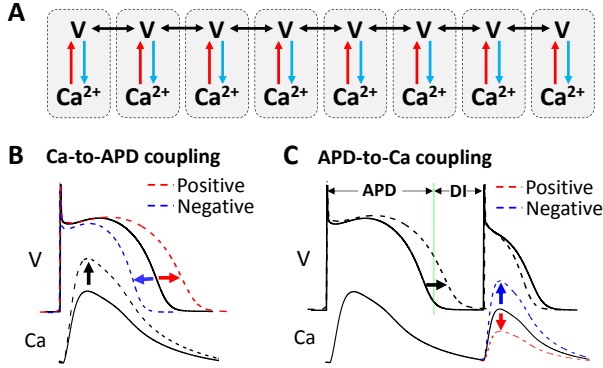 A
V V V V V V V V
Ca2+ Ca2+ Ca2+ Ca2+ Ca2+ Ca2+ Ca2+ Ca2+
B Ca-to-APD coupling
Positive
Negative
V
Ca
C APD-to-Ca coupling
APD DI
Positive
Negative
V
Ca